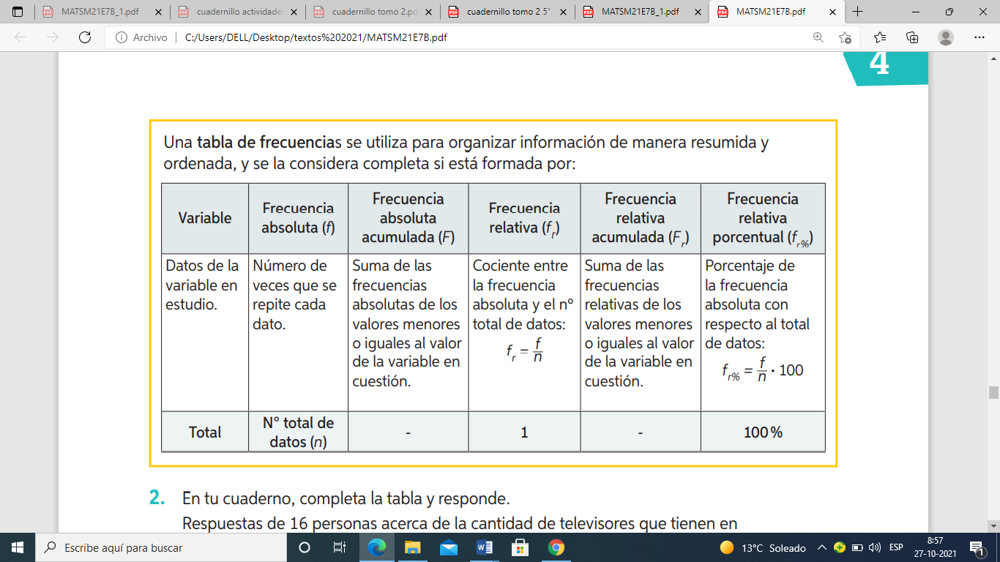 MATSM21E7B_1.pdf
cuadernillo actividade
cuadernillo tomo 2.pd
cuadernillo tomo 2 5°.
MATSM21E7B_1.pdf
MATSM21E7B.pdf
Archivo
C:/Users/DELL/Desktop/textos%202021/MATSM21E7B.pdf
4
Una tabla de frecuencias se utiliza para organizar información de manera resumida y
ordenada, y se la considera completa si está formada por:
Variable
Frecuencia
absoluta (f)
Frecuencia
absoluta
acumulada (F)
Frecuencia
relativa (f_r)
Frecuencia
relativa
acumulada (F_r)
Frecuencia
relativa
porcentual (f_r%)
Datos de la
variable en
estudio.
Número de
veces que se
repite cada
dato.
Suma de las
frecuencias
absolutas de los
valores menores
o iguales al valor
de la variable en
cuestión.
Cociente entre
la frecuencia
absoluta y el nº
total de datos:
f_r = f/n
Suma de las
frecuencias
relativas de los
valores menores
o iguales al valor
de la variable en
cuestión.
Porcentaje de
la frecuencia
absoluta con
respecto al total
de datos:
f_r% = f/n • 100
Total
N° total de
datos (n)
-
1
-
100 %
2. En tu cuaderno, completa la tabla y responde.
Respuestas de 16 personas acerca de la cantidad de televisores que tienen en
Escribe aquí para buscar
13°C Soleado
ESP
8:57
27-10-2021
1